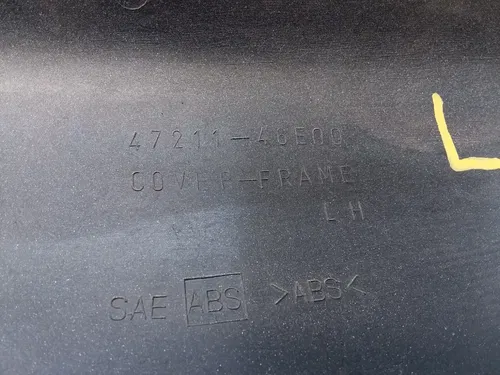 47211-46E00
COVER-FRAME
LH
SAE ABS >ABS<
L